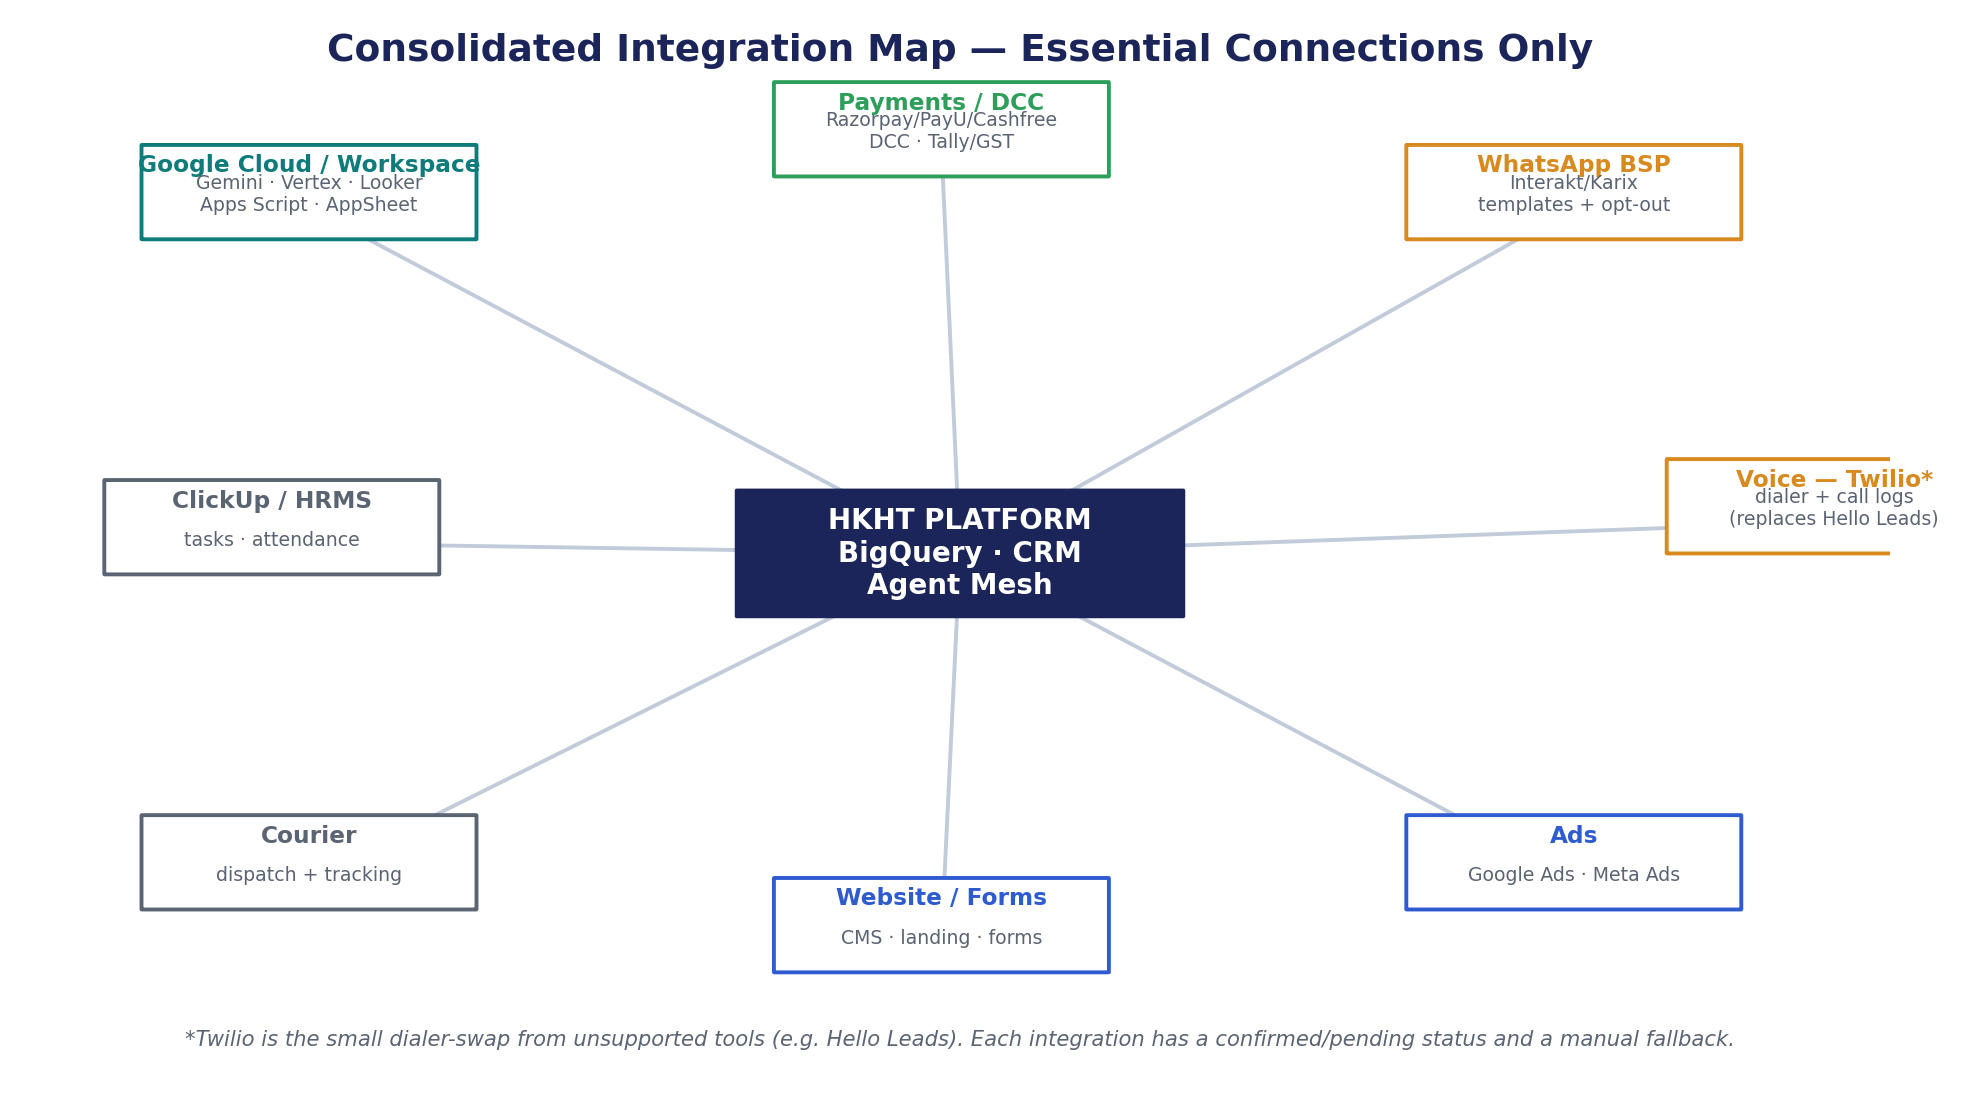 Consolidated Integration Map — Essential Connections Only
Payments / DCC
Razorpay/PayU/Cashfree
DCC · Tally/GST
Google Cloud / Workspace
Gemini · Vertex · Looker
Apps Script · AppSheet
WhatsApp BSP
Interakt/Karix
templates + opt-out
ClickUp / HRMS
tasks · attendance
HKHT PLATFORM
BigQuery · CRM
Agent Mesh
Voice — Twilio*
dialer + call logs
(replaces Hello Leads)
Courier
dispatch + tracking
Website / Forms
CMS · landing · forms
Ads
Google Ads · Meta Ads
*Twilio is the small dialer-swap from unsupported tools (e.g. Hello Leads). Each integration has a confirmed/pending status and a manual fallback.